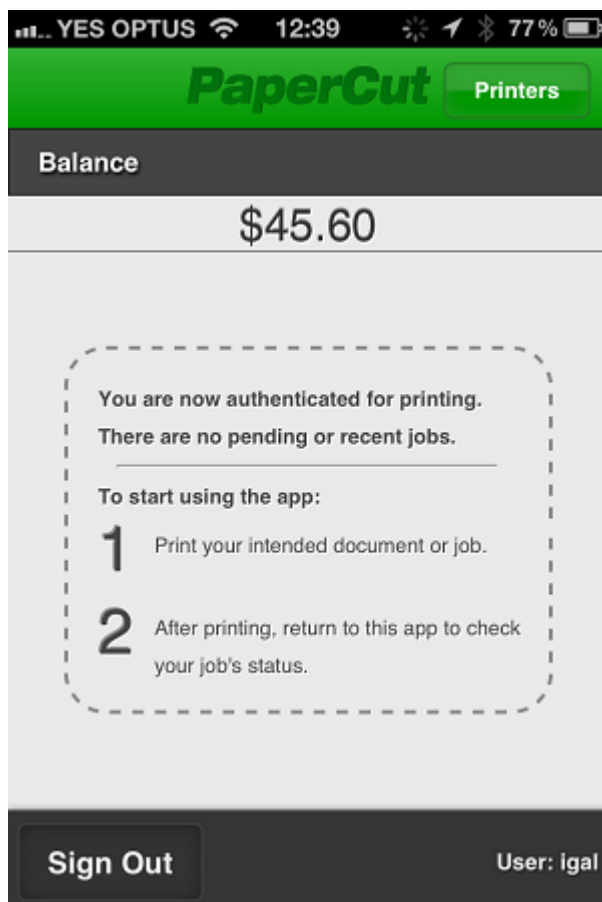 YES OPTUS 12:39 77%
PaperCut Printers
Balance
$45.60
You are now authenticated for printing.
There are no pending or recent jobs.
To start using the app:
1 Print your intended document or job.
2 After printing, return to this app to check
your job's status.
Sign Out User: igal